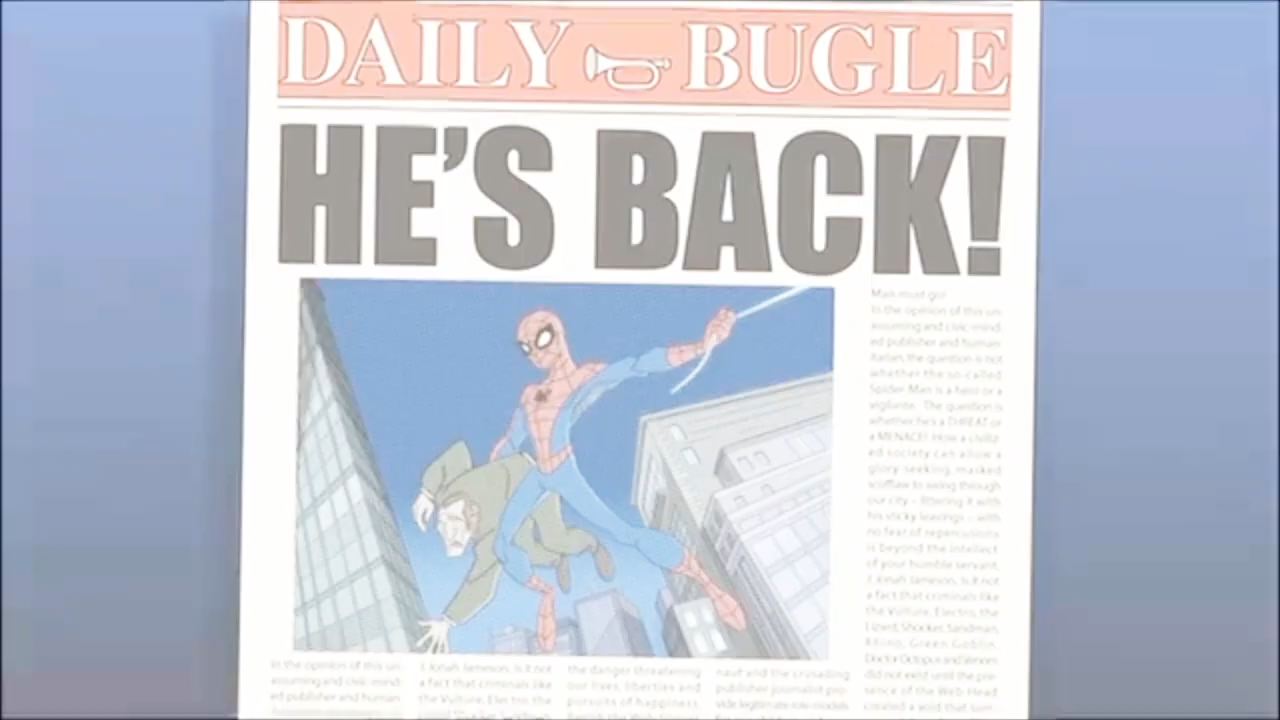 DAILY BUGLE
HE'S BACK!
Man must go!
In the opinion of this un-
assuming and civic-mind-
ed publisher and human-
itarian, the question is not
whether the so-called
Spider-Man is a hero or a
vigilante. The question is
whether he's a THREAT or
a MENACE! How a civiliz-
ed society can allow a
glory-seeking, masked
scofflaw to swing through
our city - littering it with
his sticky leavings - with
no fear of repercussions
is beyond the intellect
of your humble servant,
J. Jonah Jameson. Is it not
a fact that criminals like
the Vulture, Electro, the
Lizard, Shocker, Sandman,
Rhino, Green Goblin,
Doctor Octopus and Venom
did not exist until the pre-
sence of the Web-Head
created a void that sum-
In the opinion of this un-
assuming and civic-mind-
ed publisher and human-
J. Jonah Jameson. Is it not
a fact that criminals like
the Vulture, Electro, the
the danger threatening
our lives, liberties and
pursuits of happiness.
naut and the crusading
publisher journalist pro-
vide legitimate role models